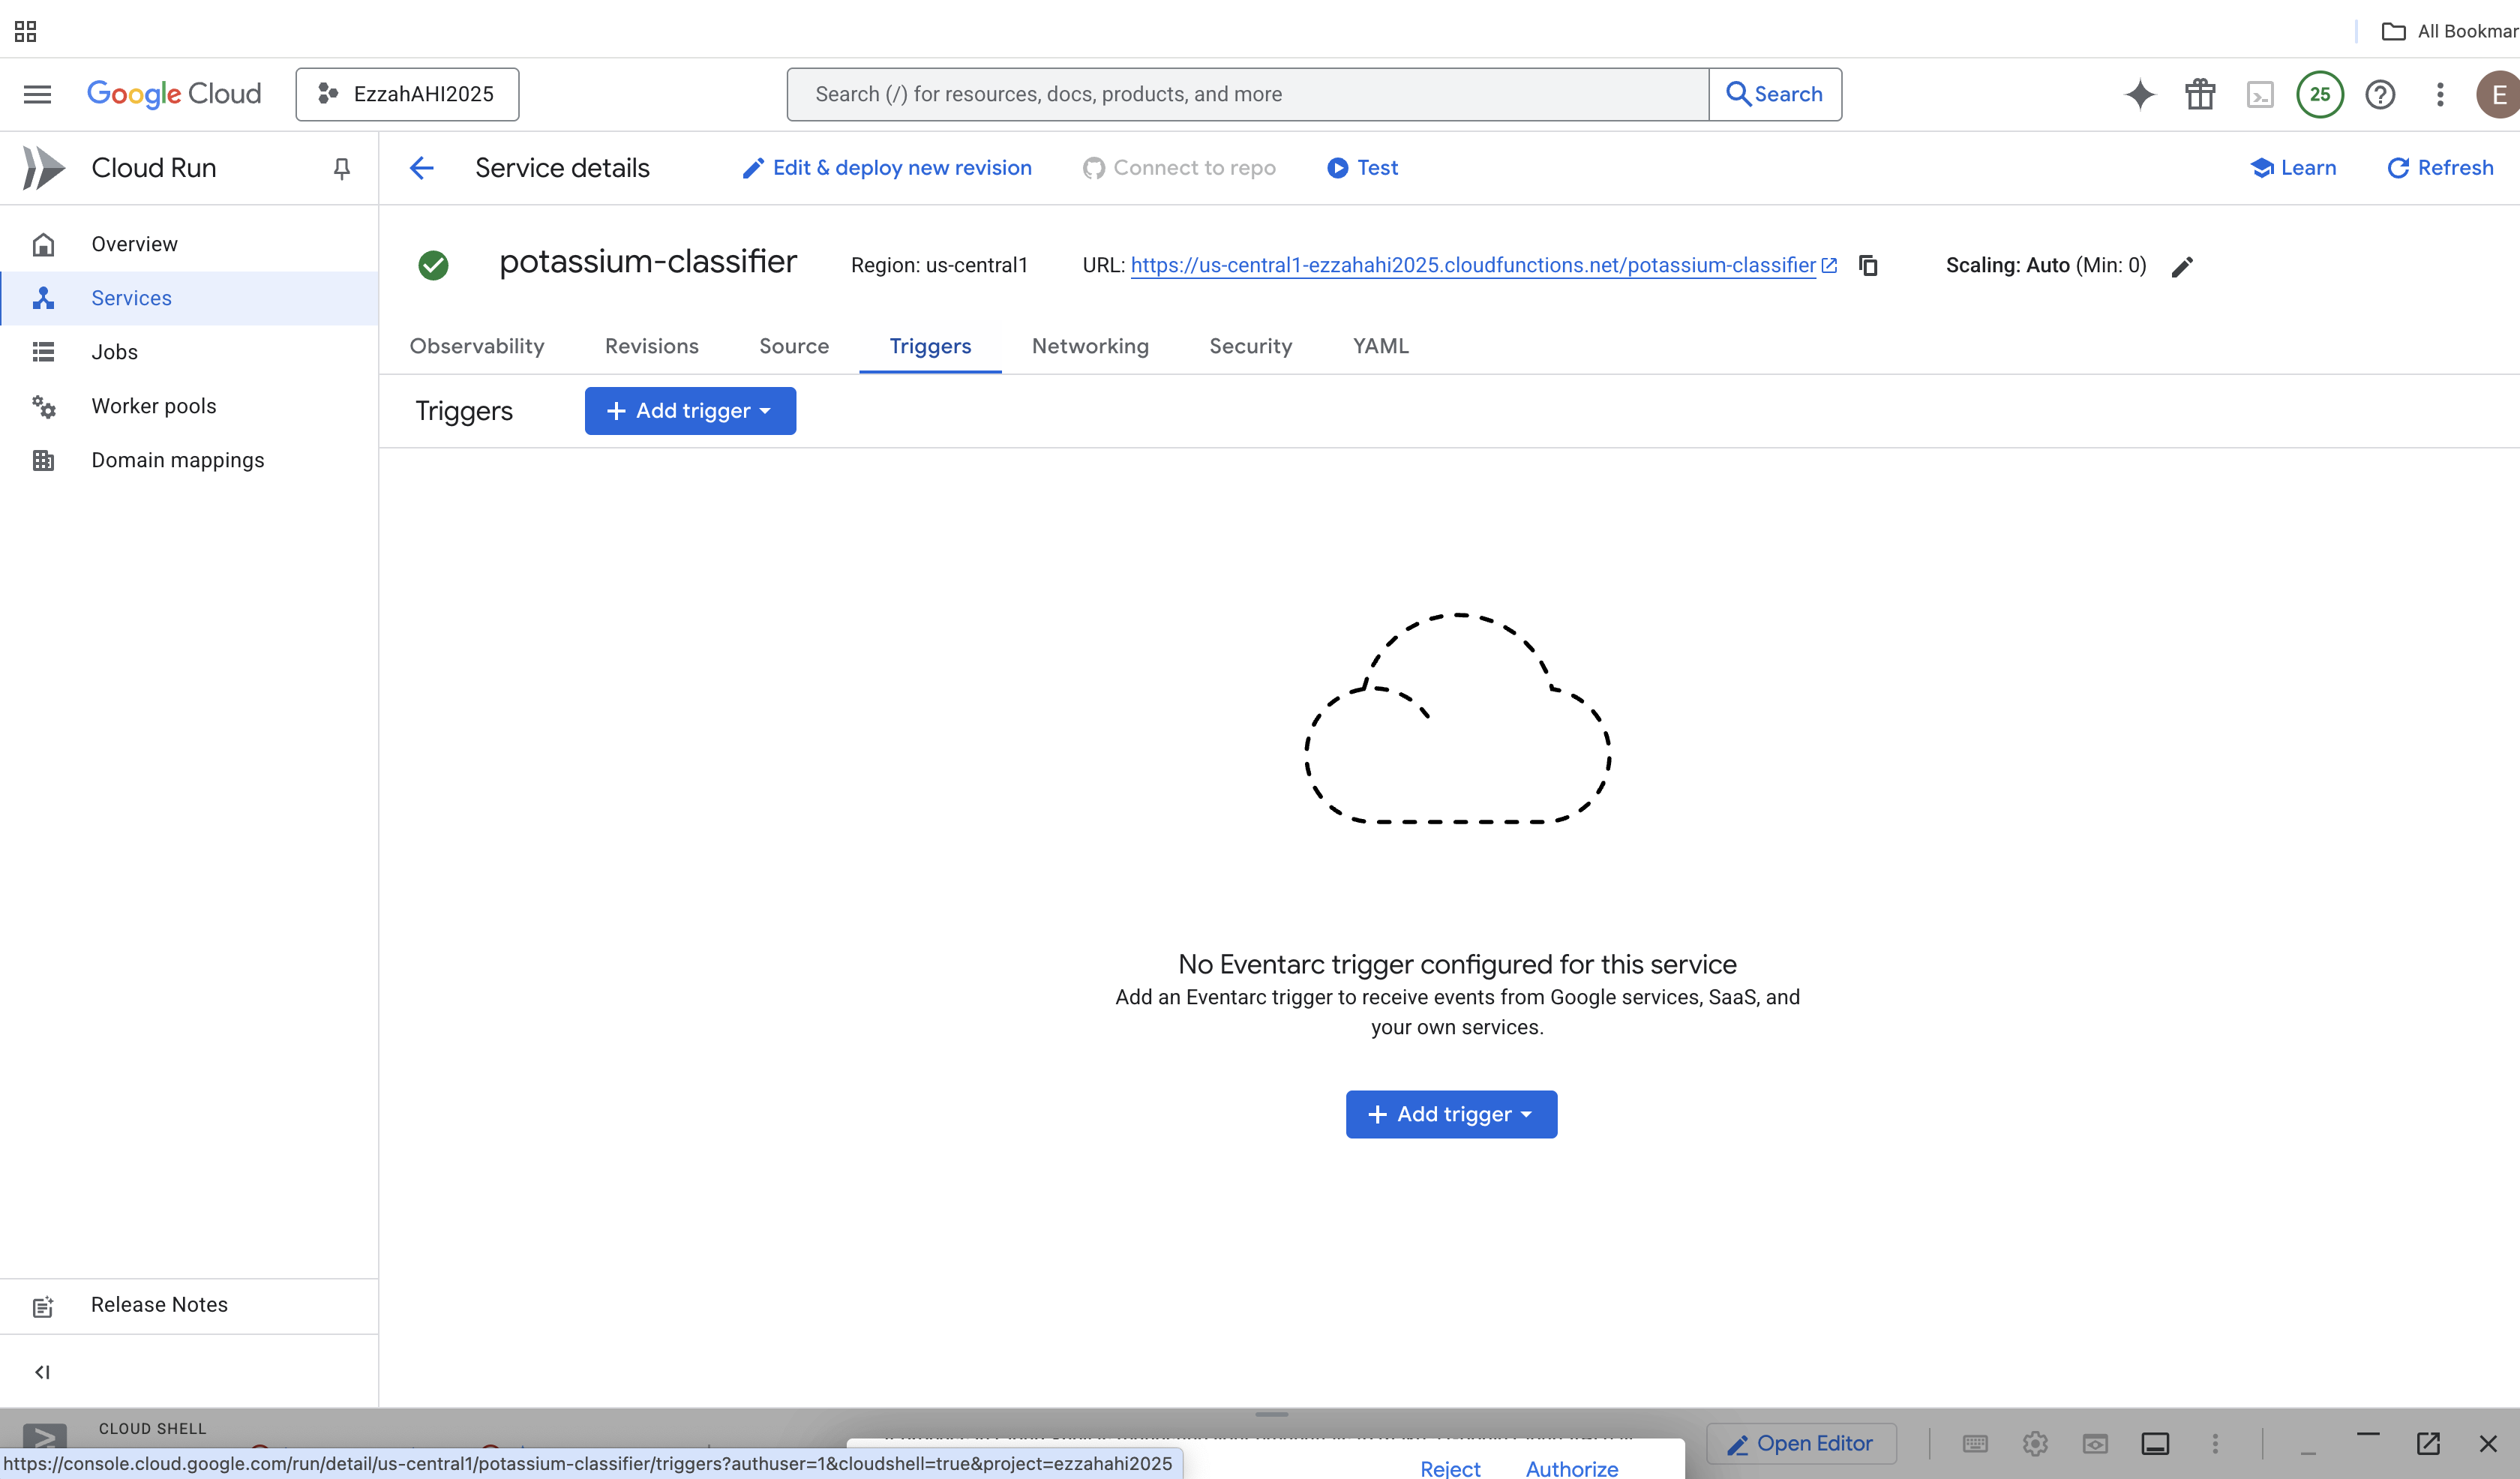 All Bookmar
Google Cloud
EzzahAHI2025
Search (/) for resources, docs, products, and more
Search
25
E
Cloud Run
Service details
Edit & deploy new revision
Connect to repo
Test
Learn
Refresh
Overview
Services
Jobs
Worker pools
Domain mappings
potassium-classifier
Region: us-central1
URL: https://us-central1-ezzahahi2025.cloudfunctions.net/potassium-classifier
Scaling: Auto (Min: 0)
Observability
Revisions
Source
Triggers
Networking
Security
YAML
Triggers
+ Add trigger
No Eventarc trigger configured for this service
Add an Eventarc trigger to receive events from Google services, SaaS, and
your own services.
+ Add trigger
Release Notes
CLOUD SHELL
Open Editor
https://console.cloud.google.com/run/detail/us-central1/potassium-classifier/triggers?authuser=1&cloudshell=true&project=ezzahahi2025
Reject
Authorize